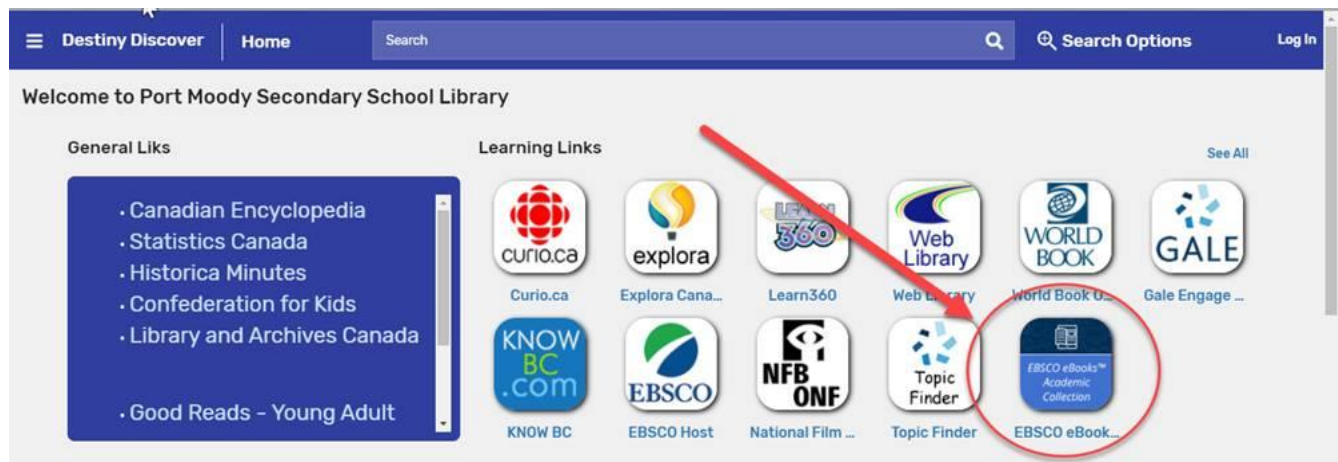 Destiny Discover Home Search Search Options Log In
Welcome to Port Moody Secondary School Library
General Liks
Learning Links
See All
• Canadian Encyclopedia
• Statistics Canada
• Historica Minutes
• Confederation for Kids
• Library and Archives Canada
• Good Reads - Young Adult
curio.ca
explora
LEARN
360
Web
Library
WORLD
BOOK
GALE
Curio.ca Explora Cana... Learn360 Web Library World Book O... Gale Engage ...
KNOW
BC
.com
EBSCO
NFB
ONF
Topic
Finder
EBSCO eBooks™
Academic
Collection
KNOW BC EBSCO Host National Film ... Topic Finder EBSCO eBook...